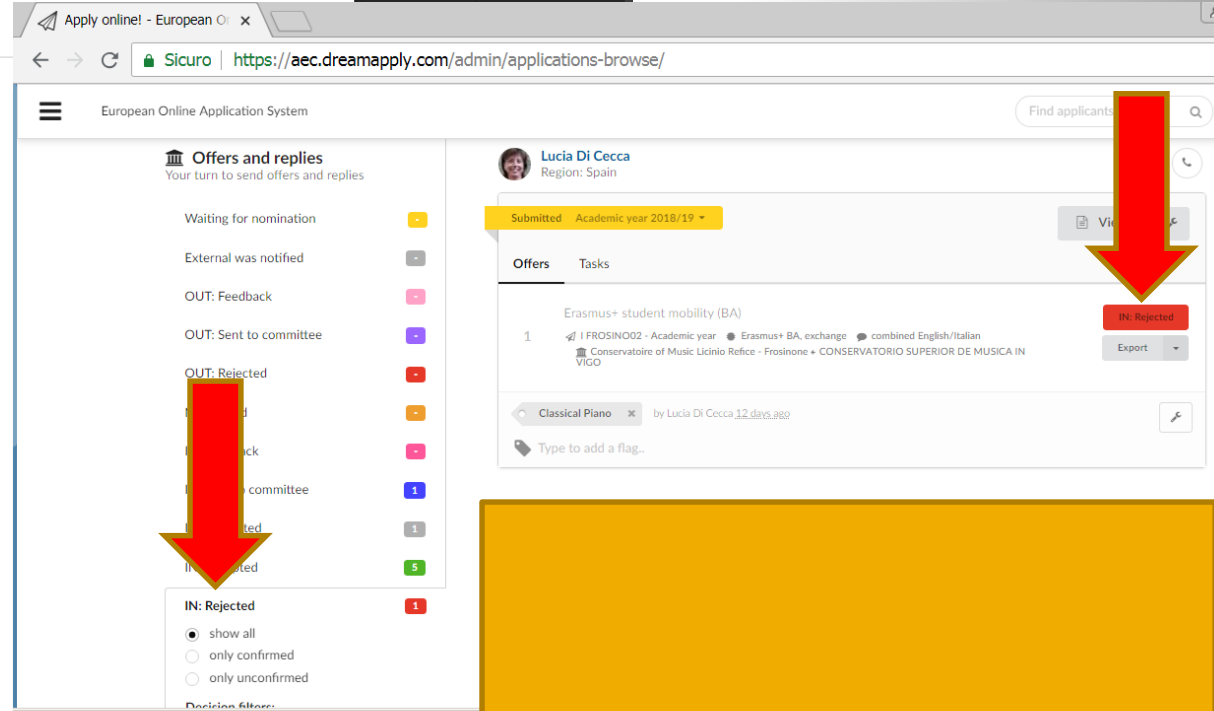 Apply online! - European O
Sicuro | https://aec.dreamapply.com/admin/applications-browse/
European Online Application System
Find applicants
Offers and replies
Your turn to send offers and replies
Waiting for nomination -
External was notified -
OUT: Feedback -
OUT: Sent to committee -
OUT: Rejected -
-
-
committee 1
1
5
IN: Rejected 1
show all
only confirmed
only unconfirmed
Decision filters:
Lucia Di Cecca
Region: Spain
Submitted Academic year 2018/19
Offers Tasks
Erasmus+ student mobility (BA)
IN: Rejected
1 I FROSINO02 - Academic year Erasmus+ BA, exchange combined English/Italian
Conservatoire of Music Licinio Refice - Frosinone + CONSERVATORIO SUPERIOR DE MUSICA IN
VIGO
Export
Classical Piano × by Lucia Di Cecca 12 days ago
Type to add a flag..